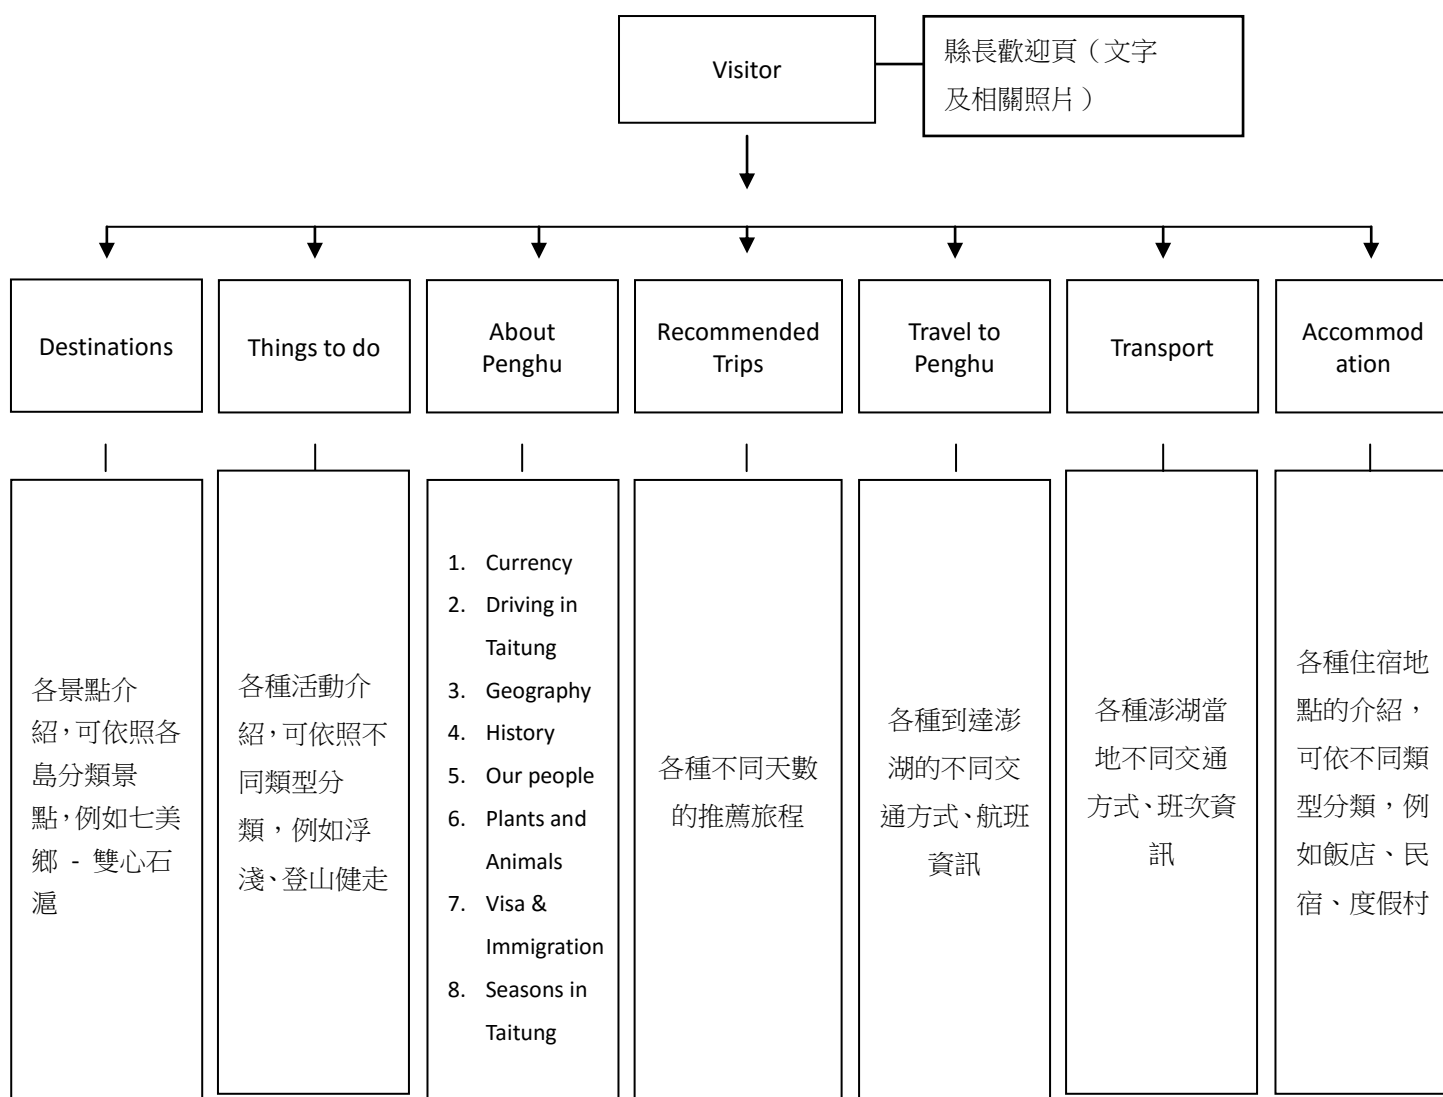 Visitor
縣長歡迎頁（文字
及相關照片）
Destinations
Things to do
About
Penghu
Recommended
Trips
Travel to
Penghu
Transport
Accommod
ation
各景點介
紹，可依照各
島分類景
點，例如七美
鄉 - 雙心石
滬
各種活動介
紹，可依照不
同類型分
類，例如浮
淺、登山健走
1. Currency
2. Driving in
Taitung
3. Geography
4. History
5. Our people
6. Plants and
Animals
7. Visa &
Immigration
8. Seasons in
Taitung
各種不同天數
的推薦旅程
各種到達澎
湖的不同交
通方式、航班
資訊
各種澎湖當
地不同交通
方式、班次資
訊
各種住宿地
點的介紹，
可依不同類
型分類，例
如飯店、民
宿、度假村